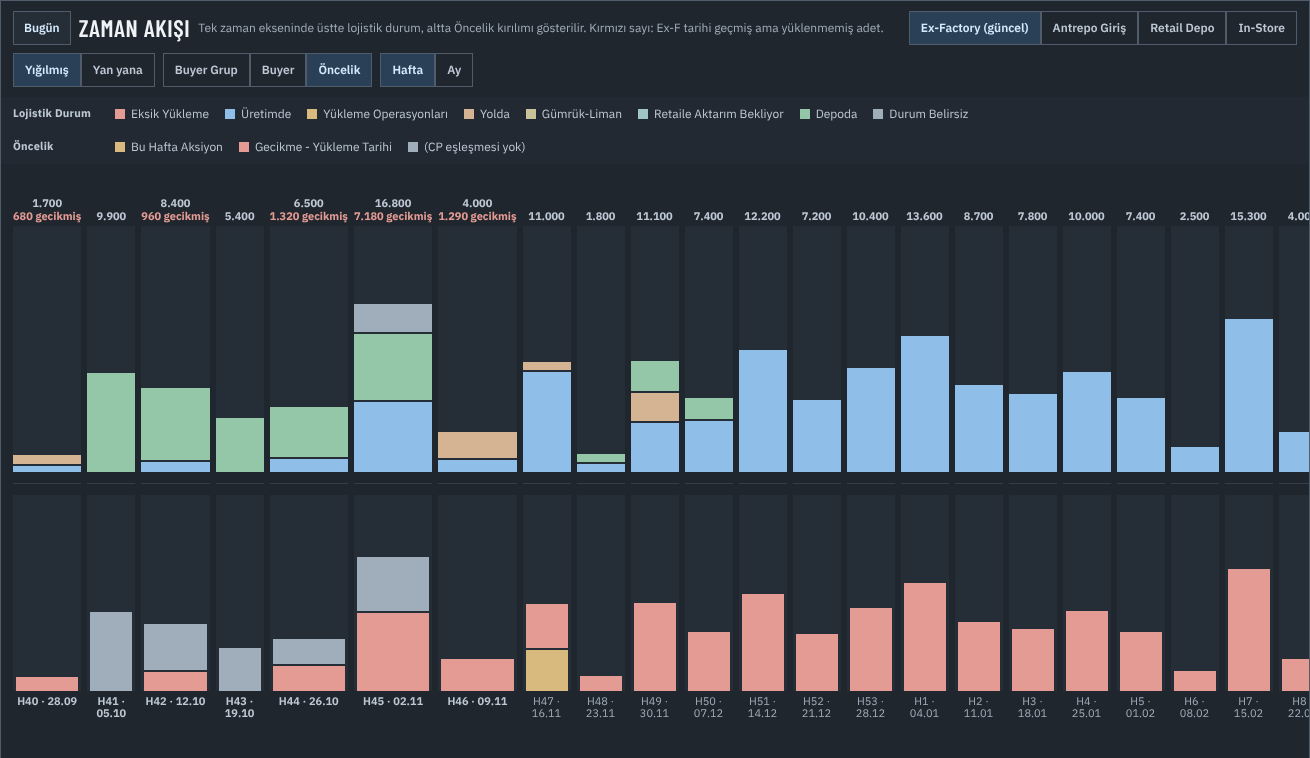 Bugün ZAMAN AKIŞI Tek zaman ekseninde üstte lojistik durum, altta Öncelik kırılımı gösterilir. Kırmızı sayı: Ex-F tarihi geçmiş ama yüklenmemiş adet. Ex-Factory (güncel) Antrepo Giriş Retail Depo In-Store
Yığılmış Yan yana Buyer Grup Buyer Öncelik Hafta Ay
Lojistik Durum Eksik Yükleme Üretimde Yükleme Operasyonları Yolda Gümrük-Liman Retaile Aktarım Bekliyor Depoda Durum Belirsiz
Öncelik Bu Hafta Aksiyon Gecikme - Yükleme Tarihi (CP eşleşmesi yok)
1.700 8.400 6.500 16.800 4.000
680 gecikmiş 9.900 960 gecikmiş 5.400 1.320 gecikmiş 7.180 gecikmiş 1.290 gecikmiş 11.000 1.800 11.100 7.400 12.200 7.200 10.400 13.600 8.700 7.800 10.000 7.400 2.500 15.300 4.00
H40 · 28.09 H41 · H42 · 12.10 H43 · H44 · 26.10 H45 · 02.11 H46 · 09.11 H47 · H48 · H49 · H50 · H51 · H52 · H53 · H1 · H2 · H3 · H4 · H5 · H6 · H7 · H8
05.10 19.10 16.11 23.11 30.11 07.12 14.12 21.12 28.12 04.01 11.01 18.01 25.01 01.02 08.02 15.02 22.0